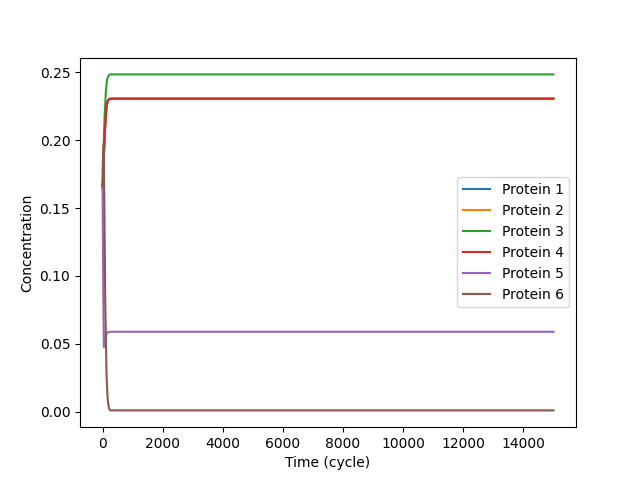 0.25
0.20
0.15
0.10
0.05
0.00
Concentration
Protein 1
Protein 2
Protein 3
Protein 4
Protein 5
Protein 6
0 2000 4000 6000 8000 10000 12000 14000
Time (cycle)